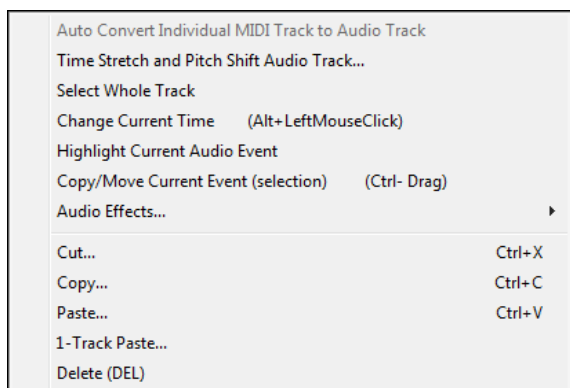 Auto Convert Individual MIDI Track to Audio Track
Time Stretch and Pitch Shift Audio Track...
Select Whole Track
Change Current Time (Alt+LeftMouseClick)
Highlight Current Audio Event
Copy/Move Current Event (selection) (Ctrl- Drag)
Audio Effects...
Cut... Ctrl+X
Copy... Ctrl+C
Paste... Ctrl+V
1-Track Paste...
Delete (DEL)